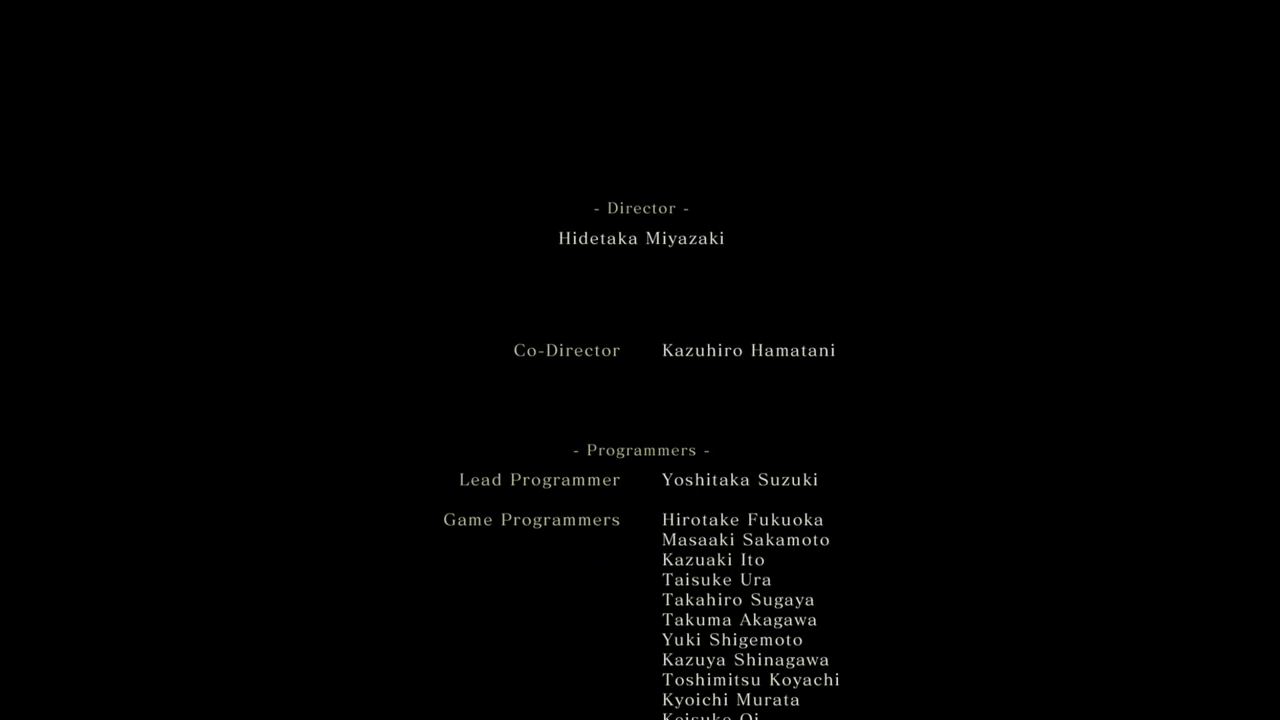 - Director -
Hidetaka Miyazaki
Co-Director Kazuhiro Hamatani
- Programmers -
Lead Programmer Yoshitaka Suzuki
Game Programmers Hirotake Fukuoka
Masaaki Sakamoto
Kazuaki Ito
Taisuke Ura
Takahiro Sugaya
Takuma Akagawa
Yuki Shigemoto
Kazuya Shinagawa
Toshimitsu Koyachi
Kyoichi Murata